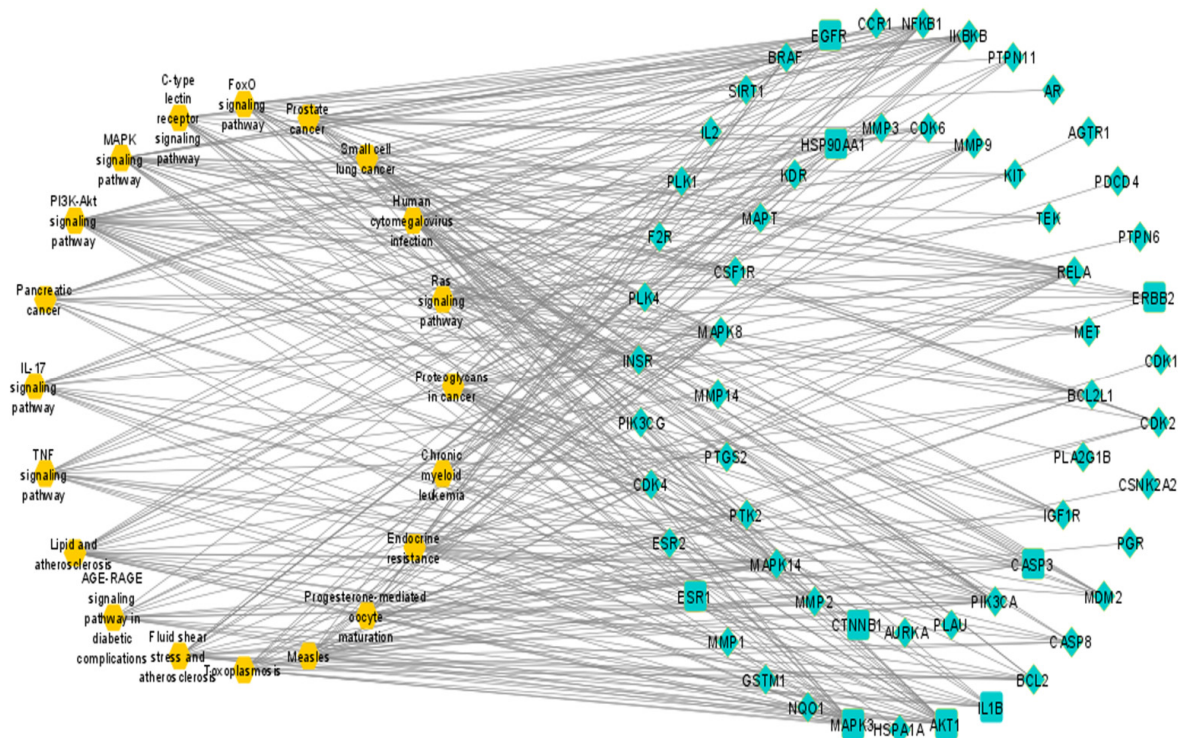 C-type
lectin
receptor
signaling
pathway
FoxO
signaling
pathway
Prostate
cancer
MAPK
signaling
pathway
Small cell
lung cancer
PI3K-Akt
signaling
pathway
Human
cytomegalovirus
infection
Pancreatic
cancer
Ras
signaling
pathway
IL-17
signaling
pathway
Proteoglycans
in cancer
TNF
signaling
pathway
Chronic
myeloid
leukemia
Lipid and
atherosclerosis
Endocrine
resistance
AGE-RAGE
signaling
pathway in
diabetic
complications
Progesterone-mediated
oocyte
maturation
Fluid shear
stress and
atherosclerosis
Toxoplasmosis
Measles
CCR1
NFKB1
EGFR
IKBKB
BRAF
PTPN11
SIRT1
AR
IL2
MMP3
CDK6
AGTR1
HSP90AA1
MMP9
PLK1
KDR
KIT
PDCD4
MAPT
TEK
F2R
PTPN6
CSF1R
RELA
PLK4
ERBB2
MAPK8
MET
INSR
CDK1
MMP14
BCL2L1
PIK3CG
CDK2
PTGS2
PLA2G1B
CDK4
CSNK2A2
PTK2
IGF1R
ESR2
PGR
MAPK14
CASP3
ESR1
MMP2
PIK3CA
MDM2
CTNNB1
AURKA
PLAU
MMP1
CASP8
GSTM1
BCL2
NQO1
IL1B
MAPK3
HSPA1A
AKT1